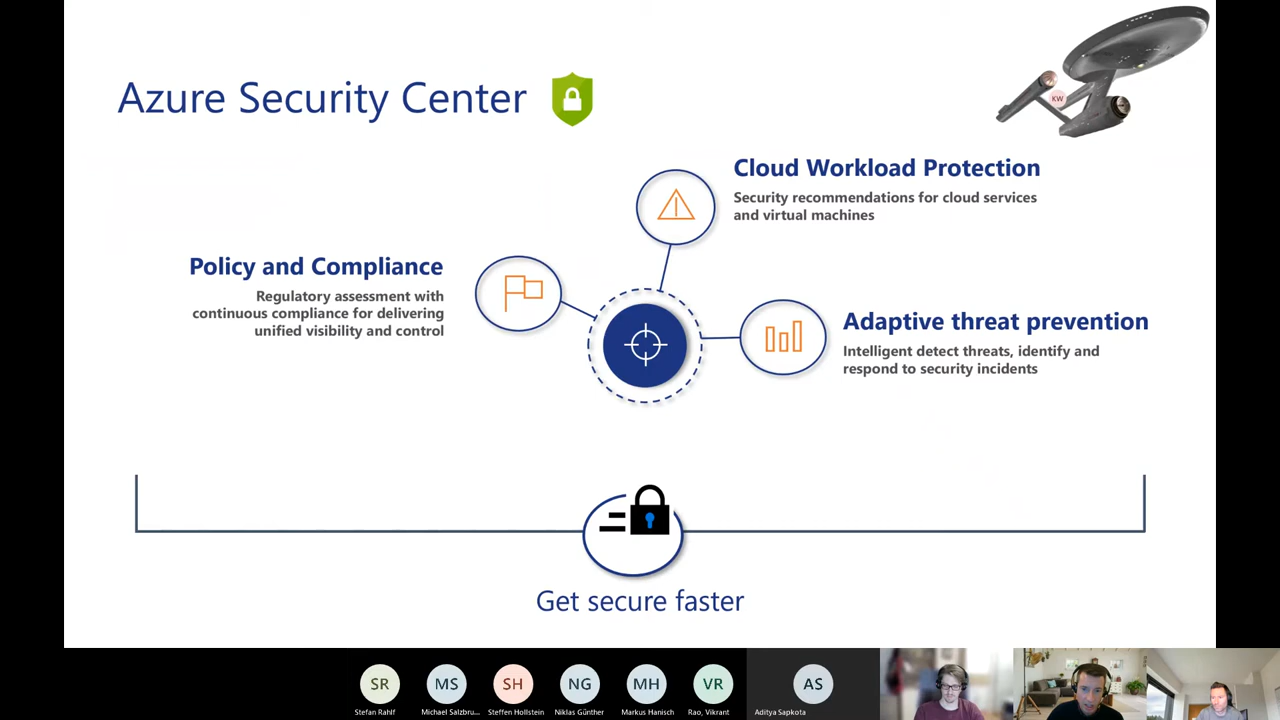 Azure Security Center
KW
Cloud Workload Protection
Security recommendations for cloud services
and virtual machines
Policy and Compliance
Regulatory assessment with
continuous compliance for delivering
unified visibility and control
Adaptive threat prevention
Intelligent detect threats, identify and
respond to security incidents
Get secure faster
SR
MS
SH
NG
MH
VR
AS
Stefan Rahlf
Michael Salzbru...
Steffen Hollstein
Niklas Günther
Markus Hanisch
Rao, Vikrant
Aditya Sapkota